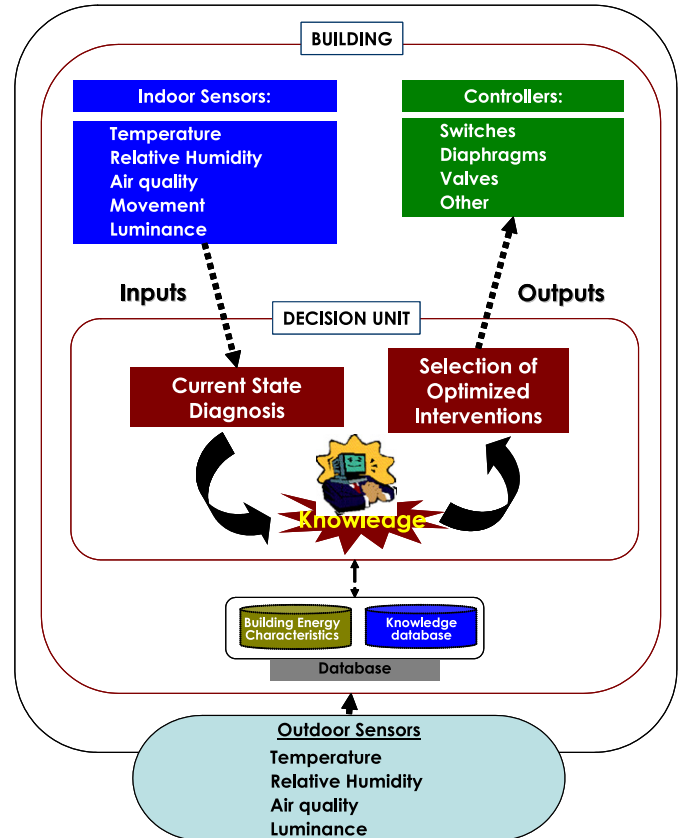 BUILDING
Indoor Sensors:
Temperature
Relative Humidity
Air quality
Movement
Luminance
Controllers:
Switches
Diaphragms
Valves
Other
Inputs
Outputs
DECISION UNIT
Current State
Diagnosis
Selection of
Optimized
Interventions
Knowledge
Building Energy
Characteristics
Knowledge
database
Database
Outdoor Sensors
Temperature
Relative Humidity
Air quality
Luminance